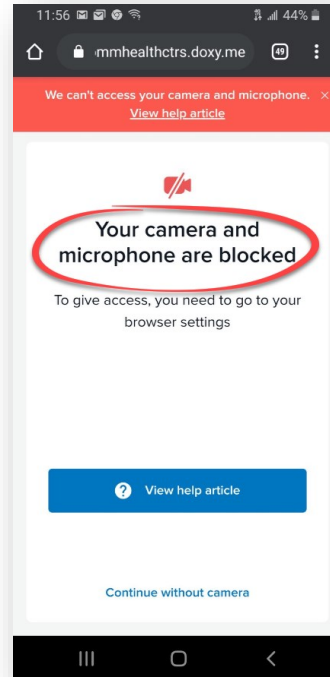 11:56 44%
ommhealthctrs.doxy.me 49
We can't access your camera and microphone. ×
View help article
Your camera and
microphone are blocked
To give access, you need to go to your
browser settings
? View help article
Continue without camera